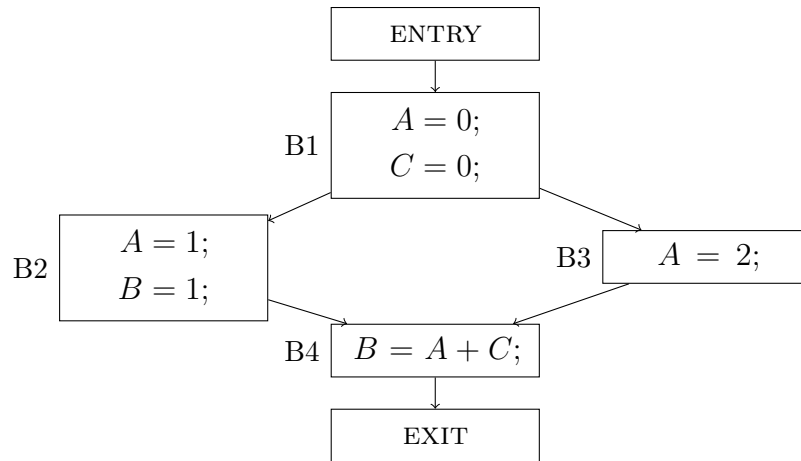 ENTRY
B1
A = 0;
C = 0;
B2
A = 1;
B = 1;
B3
A = 2;
B4
B = A + C;
EXIT